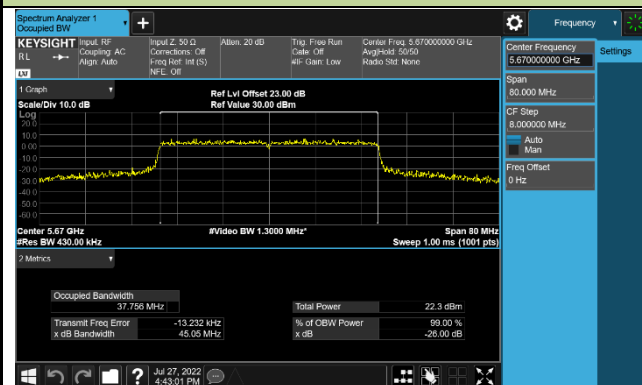 Spectrum Analyzer 1
Occupied BW
Frequency
KEYSIGHT
RL
LXI
Input: RF
Coupling: AC
Align: Auto
Input Z: 50 Ω
Corrections: Off
Freq Ref: Int (S)
NFE: Off
Atten: 20 dB
Trig: Free Run
Gate: Off
#IF Gain: Low
Center Freq: 5.670000000 GHz
Avg|Hold: 50/50
Radio Std: None
Center Frequency
5.670000000 GHz
Settings
Span
80.000 MHz
CF Step
8.000000 MHz
Auto
Man
Freq Offset
0 Hz
1 Graph
Scale/Div 10.0 dB
Ref Lvl Offset 23.00 dB
Ref Value 30.00 dBm
Log
20.0
10.0
0.00
-10.0
-20.0
-30.0
-40.0
-50.0
-60.0
Center 5.67 GHz
#Video BW 1.3000 MHz*
Span 80 MHz
#Res BW 430.00 kHz
Sweep 1.00 ms (1001 pts)
2 Metrics
Occupied Bandwidth
37.756 MHz
Total Power 22.3 dBm
Transmit Freq Error -13.232 kHz
% of OBW Power 99.00 %
x dB Bandwidth 45.05 MHz
x dB -26.00 dB
?
Jul 27, 2022
4:43:01 PM